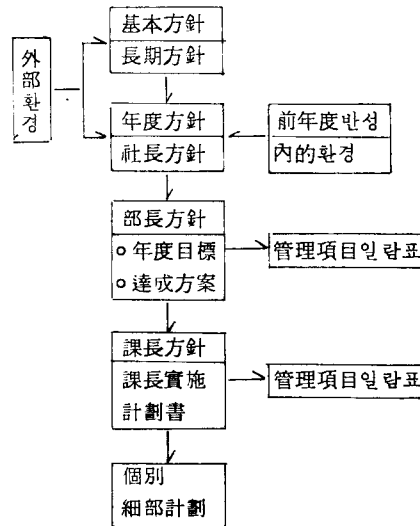 基本方針
長期方針
外部환경
年度方針
社長方針
前年度반성
內的환경
部長方針
○ 年度目標
○ 達成方案
管理項目일람표
課長方針
課長實施
計劃書
管理項目일람표
個別
細部計劃